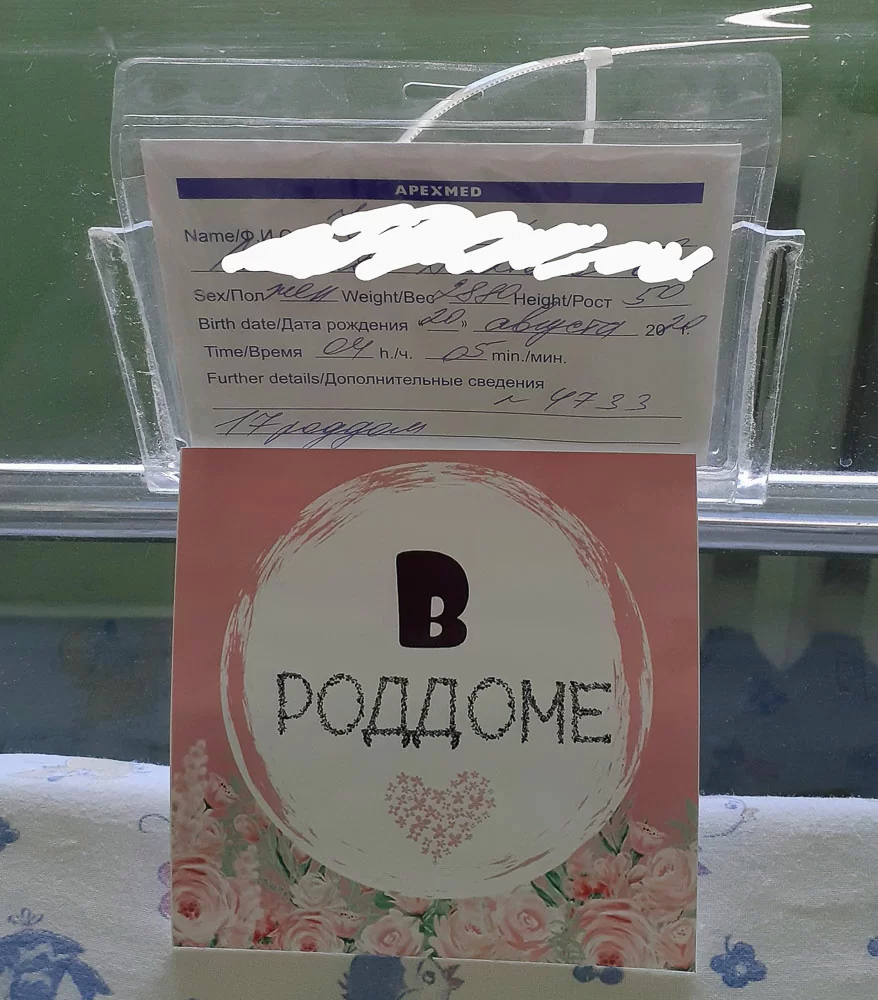 APEXMED
Name/Ф.И.О
Sex/Пол жен Weight/Вес 2880 Height/Рост 50
Birth date/Дата рождения «20» августа 2020г.
Time/Время 04 h./ч. 05 min./мин.
Further details/Дополнительные сведения
№ 4733
17 роддом
В
РОДДОМЕ